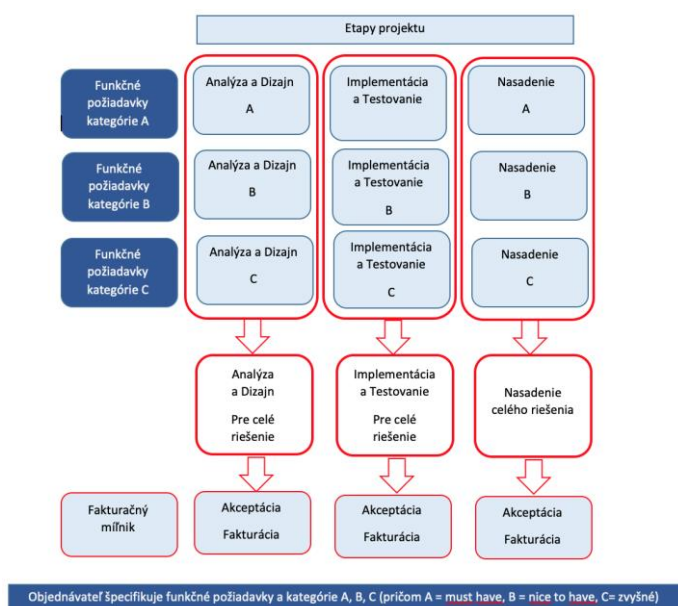 Etapy projektu
Funkčné
požiadavky
kategórie A
Analýza a Dizajn
A
Implementácia
a Testovanie
Nasadenie
A
Funkčné
požiadavky
kategórie B
Analýza a Dizajn
B
Implementácia
a Testovanie
B
Nasadenie
B
Funkčné
požiadavky
kategórie C
Analýza a Dizajn
C
Implementácia
a Testovanie
C
Nasadenie
C
Analýza
a Dizajn
Pre celé
riešenie
Implementácia
a Testovanie
Pre celé
riešenie
Nasadenie
celého riešenia
Fakturačný
míľnik
Akceptácia
Fakturácia
Akceptácia
Fakturácia
Akceptácia
Fakturácia
Objednávateľ špecifikuje funkčné požiadavky a kategórie A, B, C (pričom A = must have, B = nice to have, C= zvyšné)